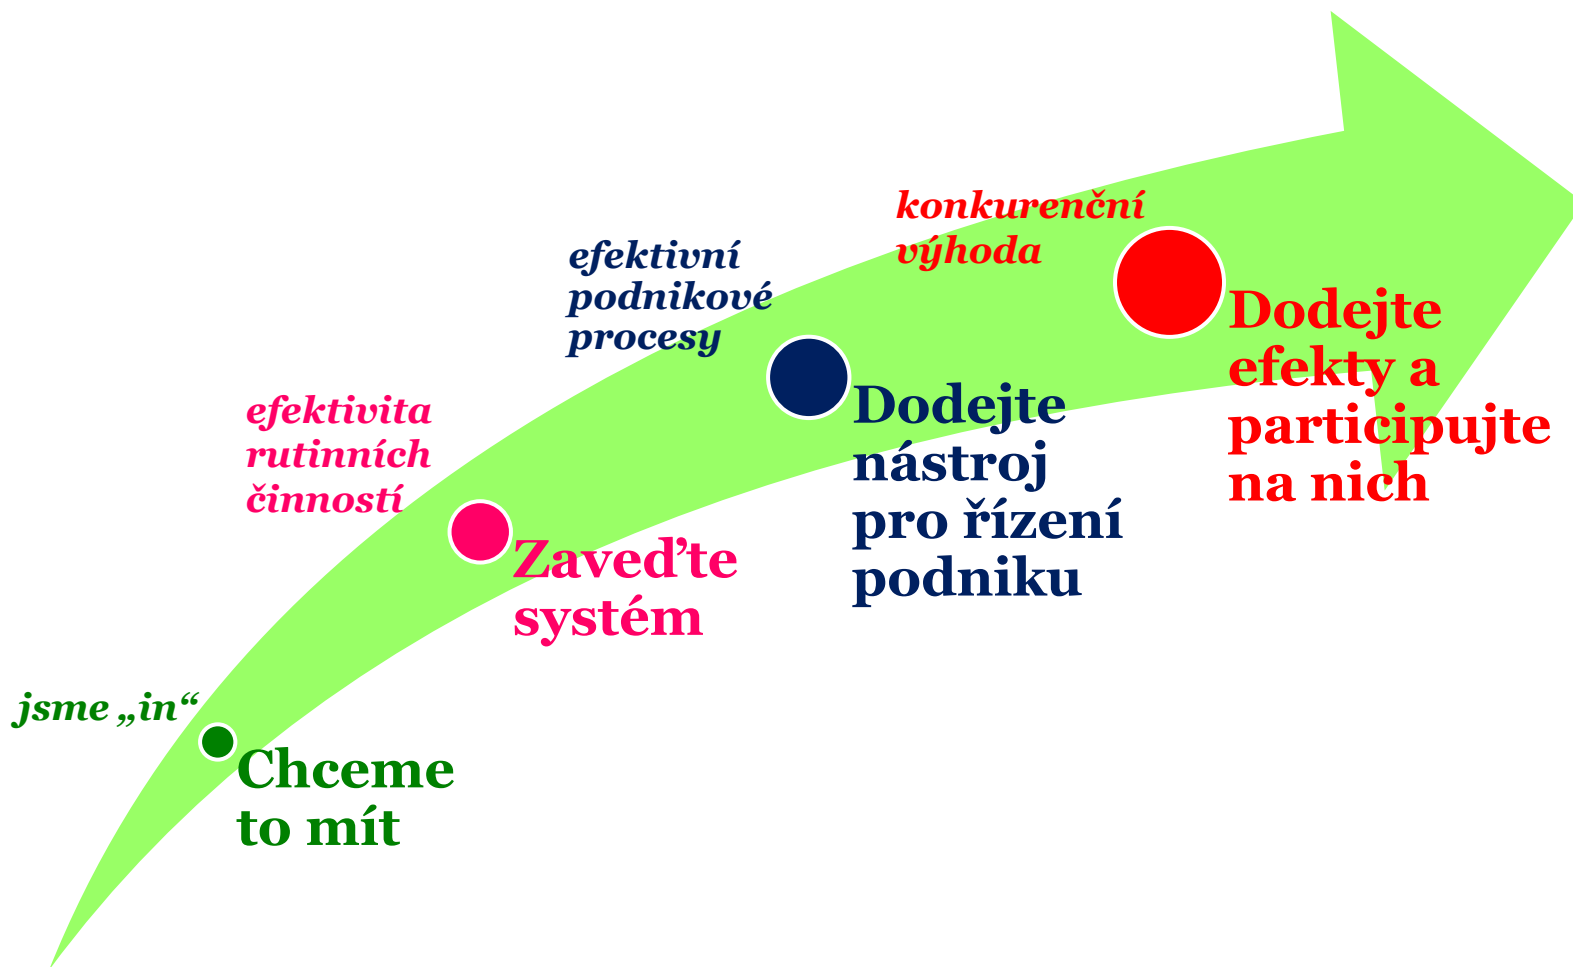 jsme „in“
Chceme
to mít
efektivita
rutinních
činností
Zaveďte
systém
efektivní
podnikové
procesy
Dodejte
nástroj
pro řízení
podniku
konkurenční
výhoda
Dodejte
efekty a
participujte
na nich